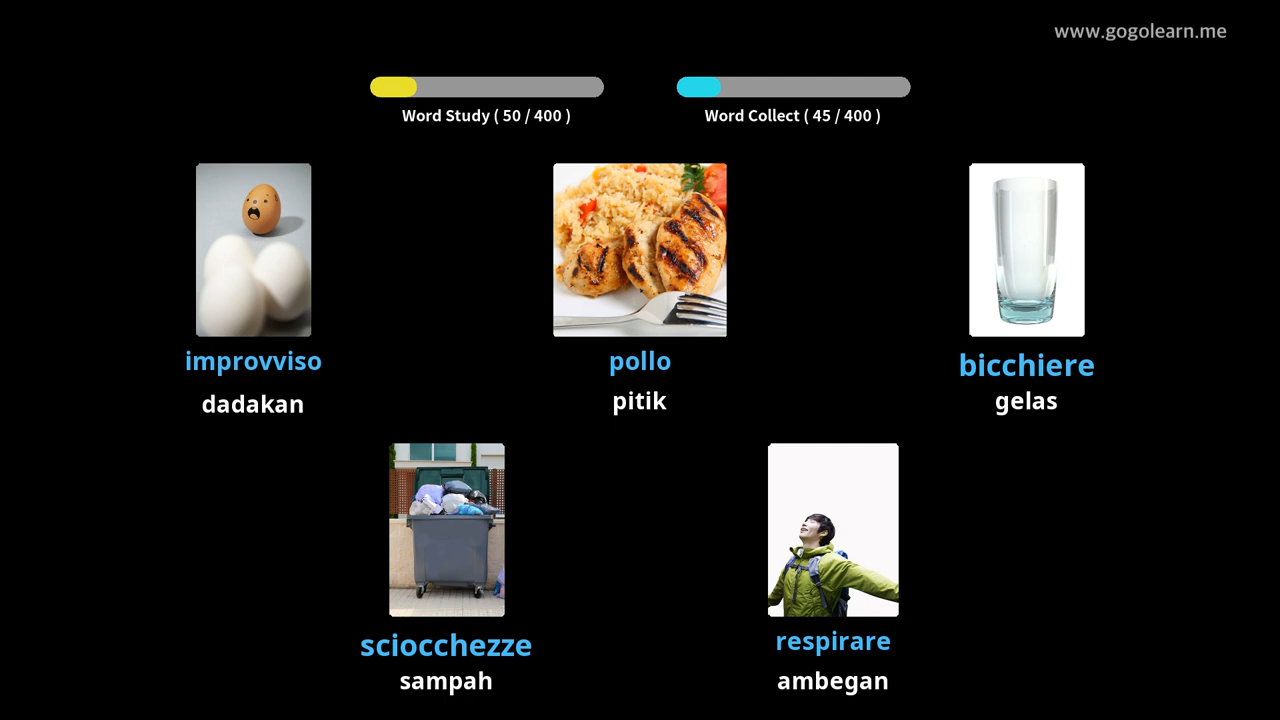 www.gogolearn.me
Word Study ( 50 / 400 )
Word Collect ( 45 / 400 )
improvviso
dadakan
pollo
pitik
bicchiere
gelas
sciocchezze
sampah
respirare
ambegan